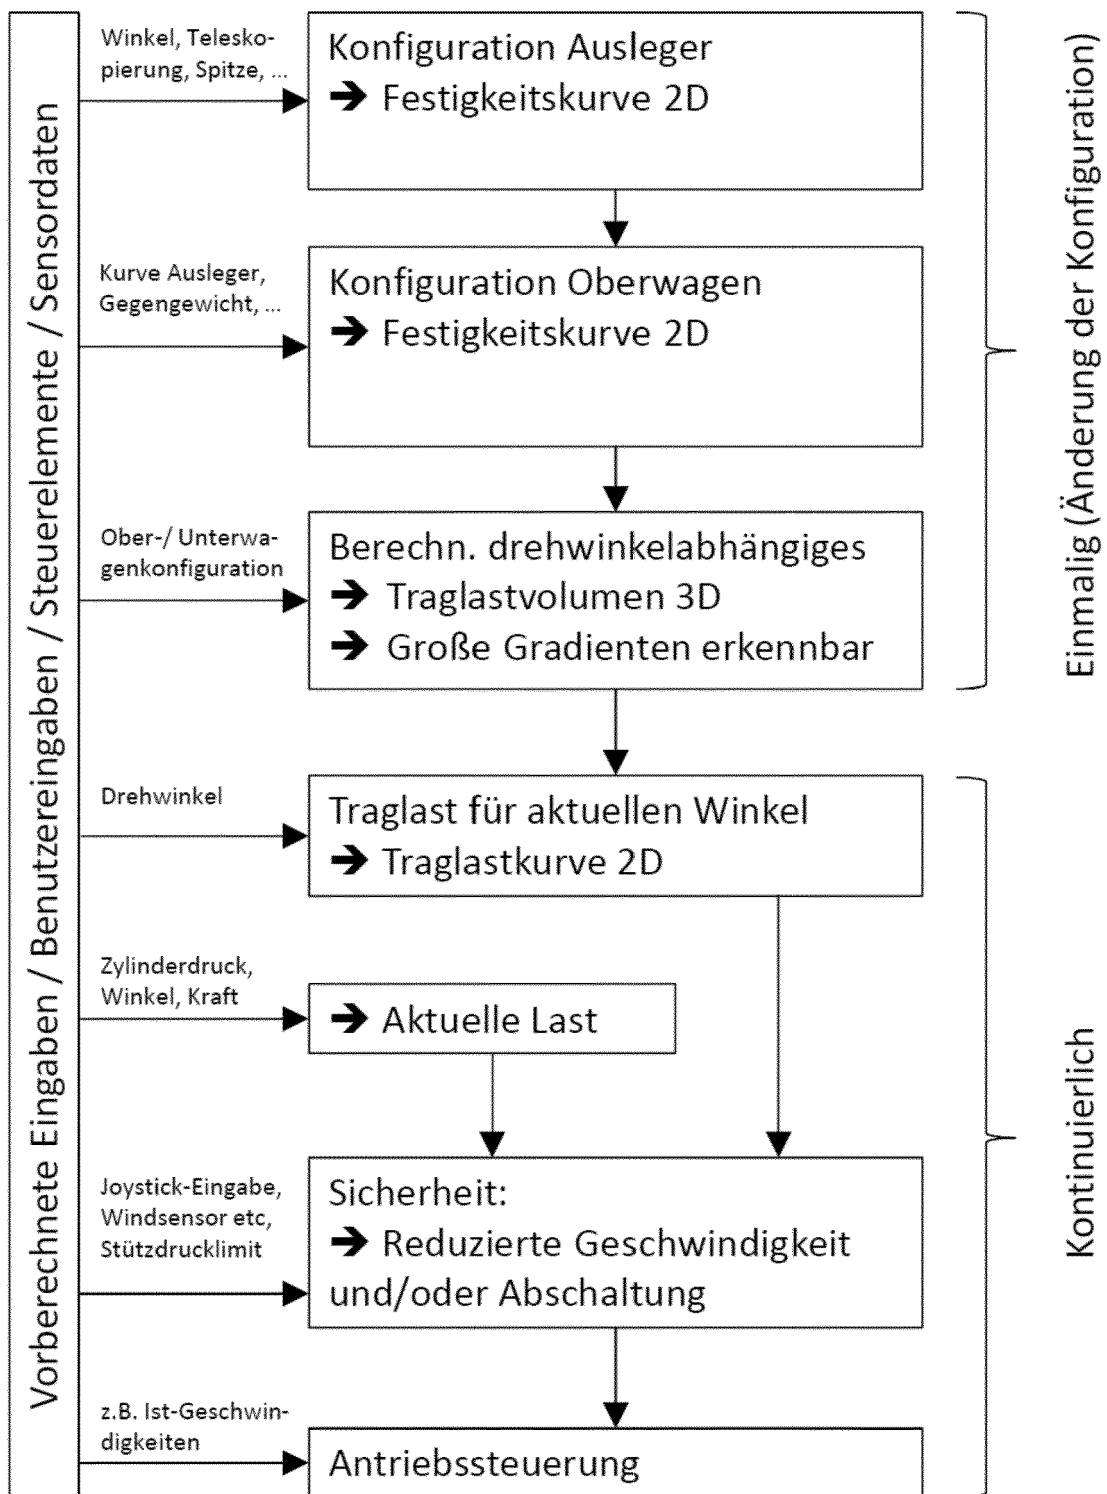 Vorberechnete Eingaben / Benutzereingaben / Steuerelemente / Sensordaten
Winkel, Telesko-
pierung, Spitze, ...
Konfiguration Ausleger
➔ Festigkeitskurve 2D
Kurve Ausleger,
Gegengewicht, ...
Konfiguration Oberwagen
➔ Festigkeitskurve 2D
Ober-/ Unterwa-
genkonfiguration
Berechn. drehwinkelabhängiges
➔ Traglastvolumen 3D
➔ Große Gradienten erkennbar
Einmalig (Änderung der Konfiguration)
Drehwinkel
Traglast für aktuellen Winkel
➔ Traglastkurve 2D
Zylinderdruck,
Winkel, Kraft
➔ Aktuelle Last
Joystick-Eingabe,
Windsensor etc,
Stützdrucklimit
Sicherheit:
➔ Reduzierte Geschwindigkeit
und/oder Abschaltung
z.B. Ist-Geschwin-
digkeiten
Antriebssteuerung
Kontinuierlich